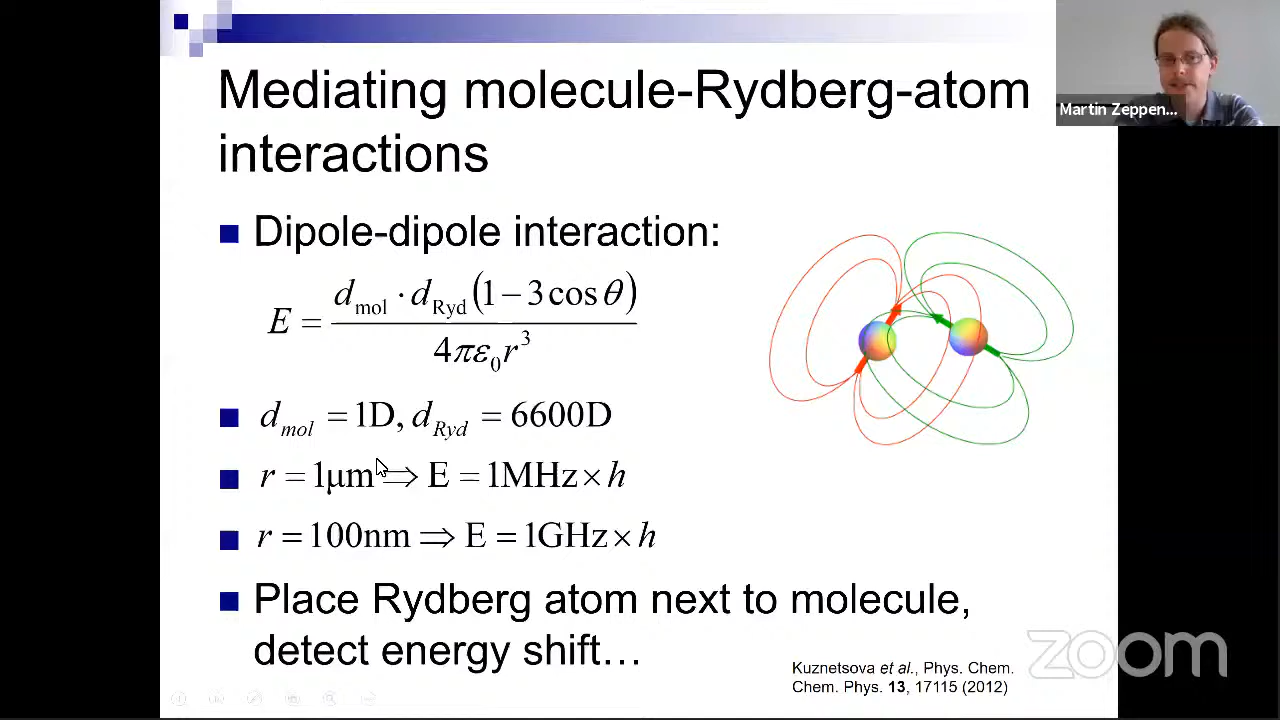 Mediating molecule-Rydberg-atom
interactions
Martin Zeppen...
Dipole-dipole interaction:
E = d_mol · d_Ryd (1 − 3cos θ) / 4πε₀r³
d_mol = 1D, d_Ryd = 6600D
r = 1μm ⇒ E = 1MHz × h
r = 100nm ⇒ E = 1GHz × h
Place Rydberg atom next to molecule,
detect energy shift…
Kuznetsova et al., Phys. Chem.
Chem. Phys. 13, 17115 (2012)
zoom